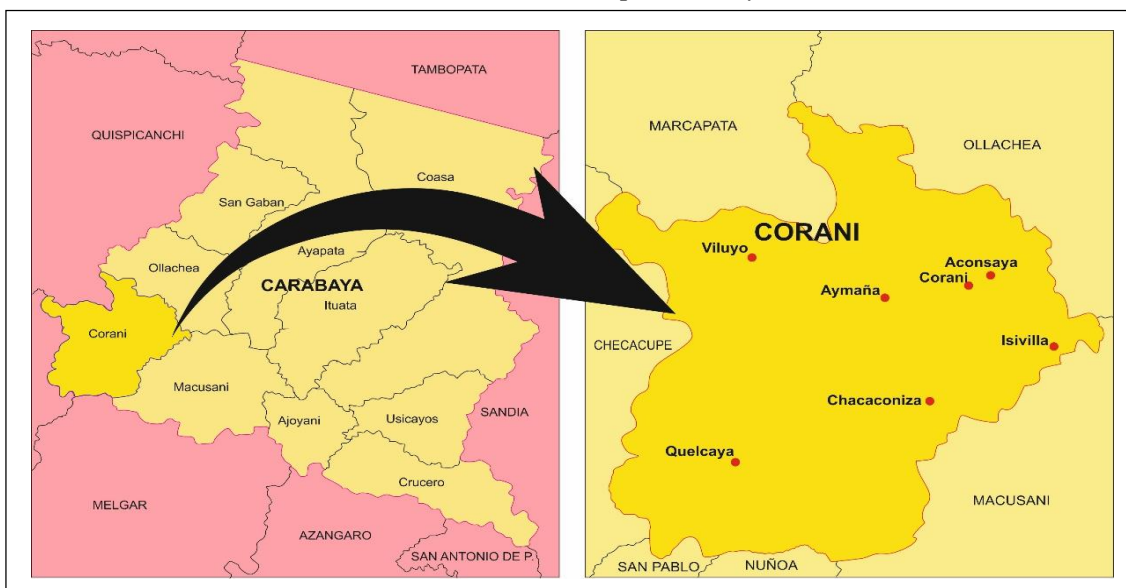 TAMBOPATA
QUISPICANCHI
Coasa
San Gaban
Ollachea
Ayapata
CARABAYA
Ituata
Corani
Macusani
Ajoyani
Usicayos
SANDIA
Crucero
MELGAR
AZANGARO
SAN ANTONIO DE P.
MARCAPATA
OLLACHEA
CORANI
Viluyo
Aconsaya
Corani
Aymaña
Isivilla
CHECACUPE
Chacaconiza
Quelcaya
MACUSANI
SAN PABLO
NUÑOA